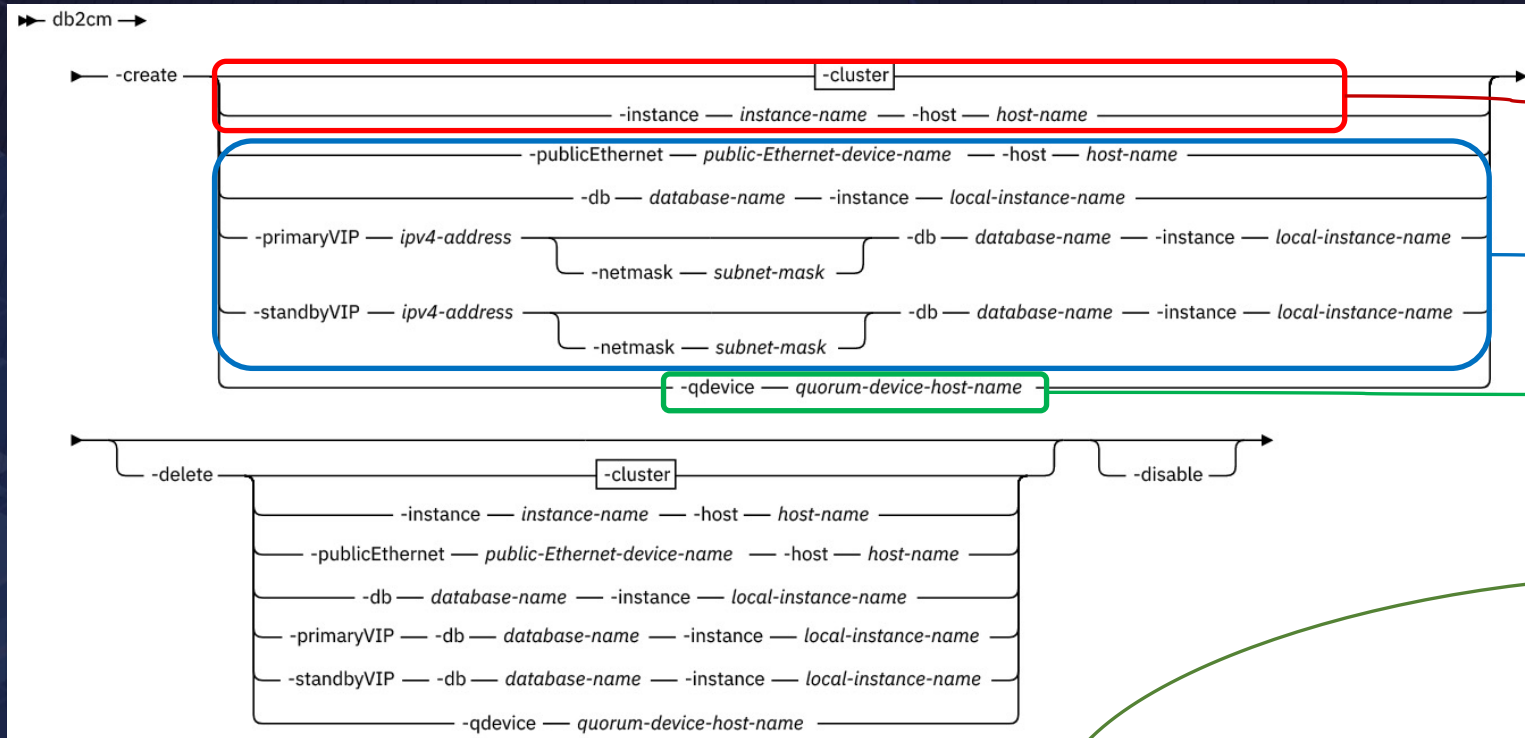 db2cm
-create
-cluster
-instance instance-name -host host-name
-publicEthernet public-Ethernet-device-name -host host-name
-db database-name -instance local-instance-name
-primaryVIP ipv4-address -db database-name -instance local-instance-name
-netmask subnet-mask
-standbyVIP ipv4-address -db database-name -instance local-instance-name
-netmask subnet-mask
-qdevice quorum-device-host-name
-delete -cluster -disable
-instance instance-name -host host-name
-publicEthernet public-Ethernet-device-name -host host-name
-db database-name -instance local-instance-name
-primaryVIP -db database-name -instance local-instance-name
-standbyVIP -db database-name -instance local-instance-name
-qdevice quorum-device-host-name